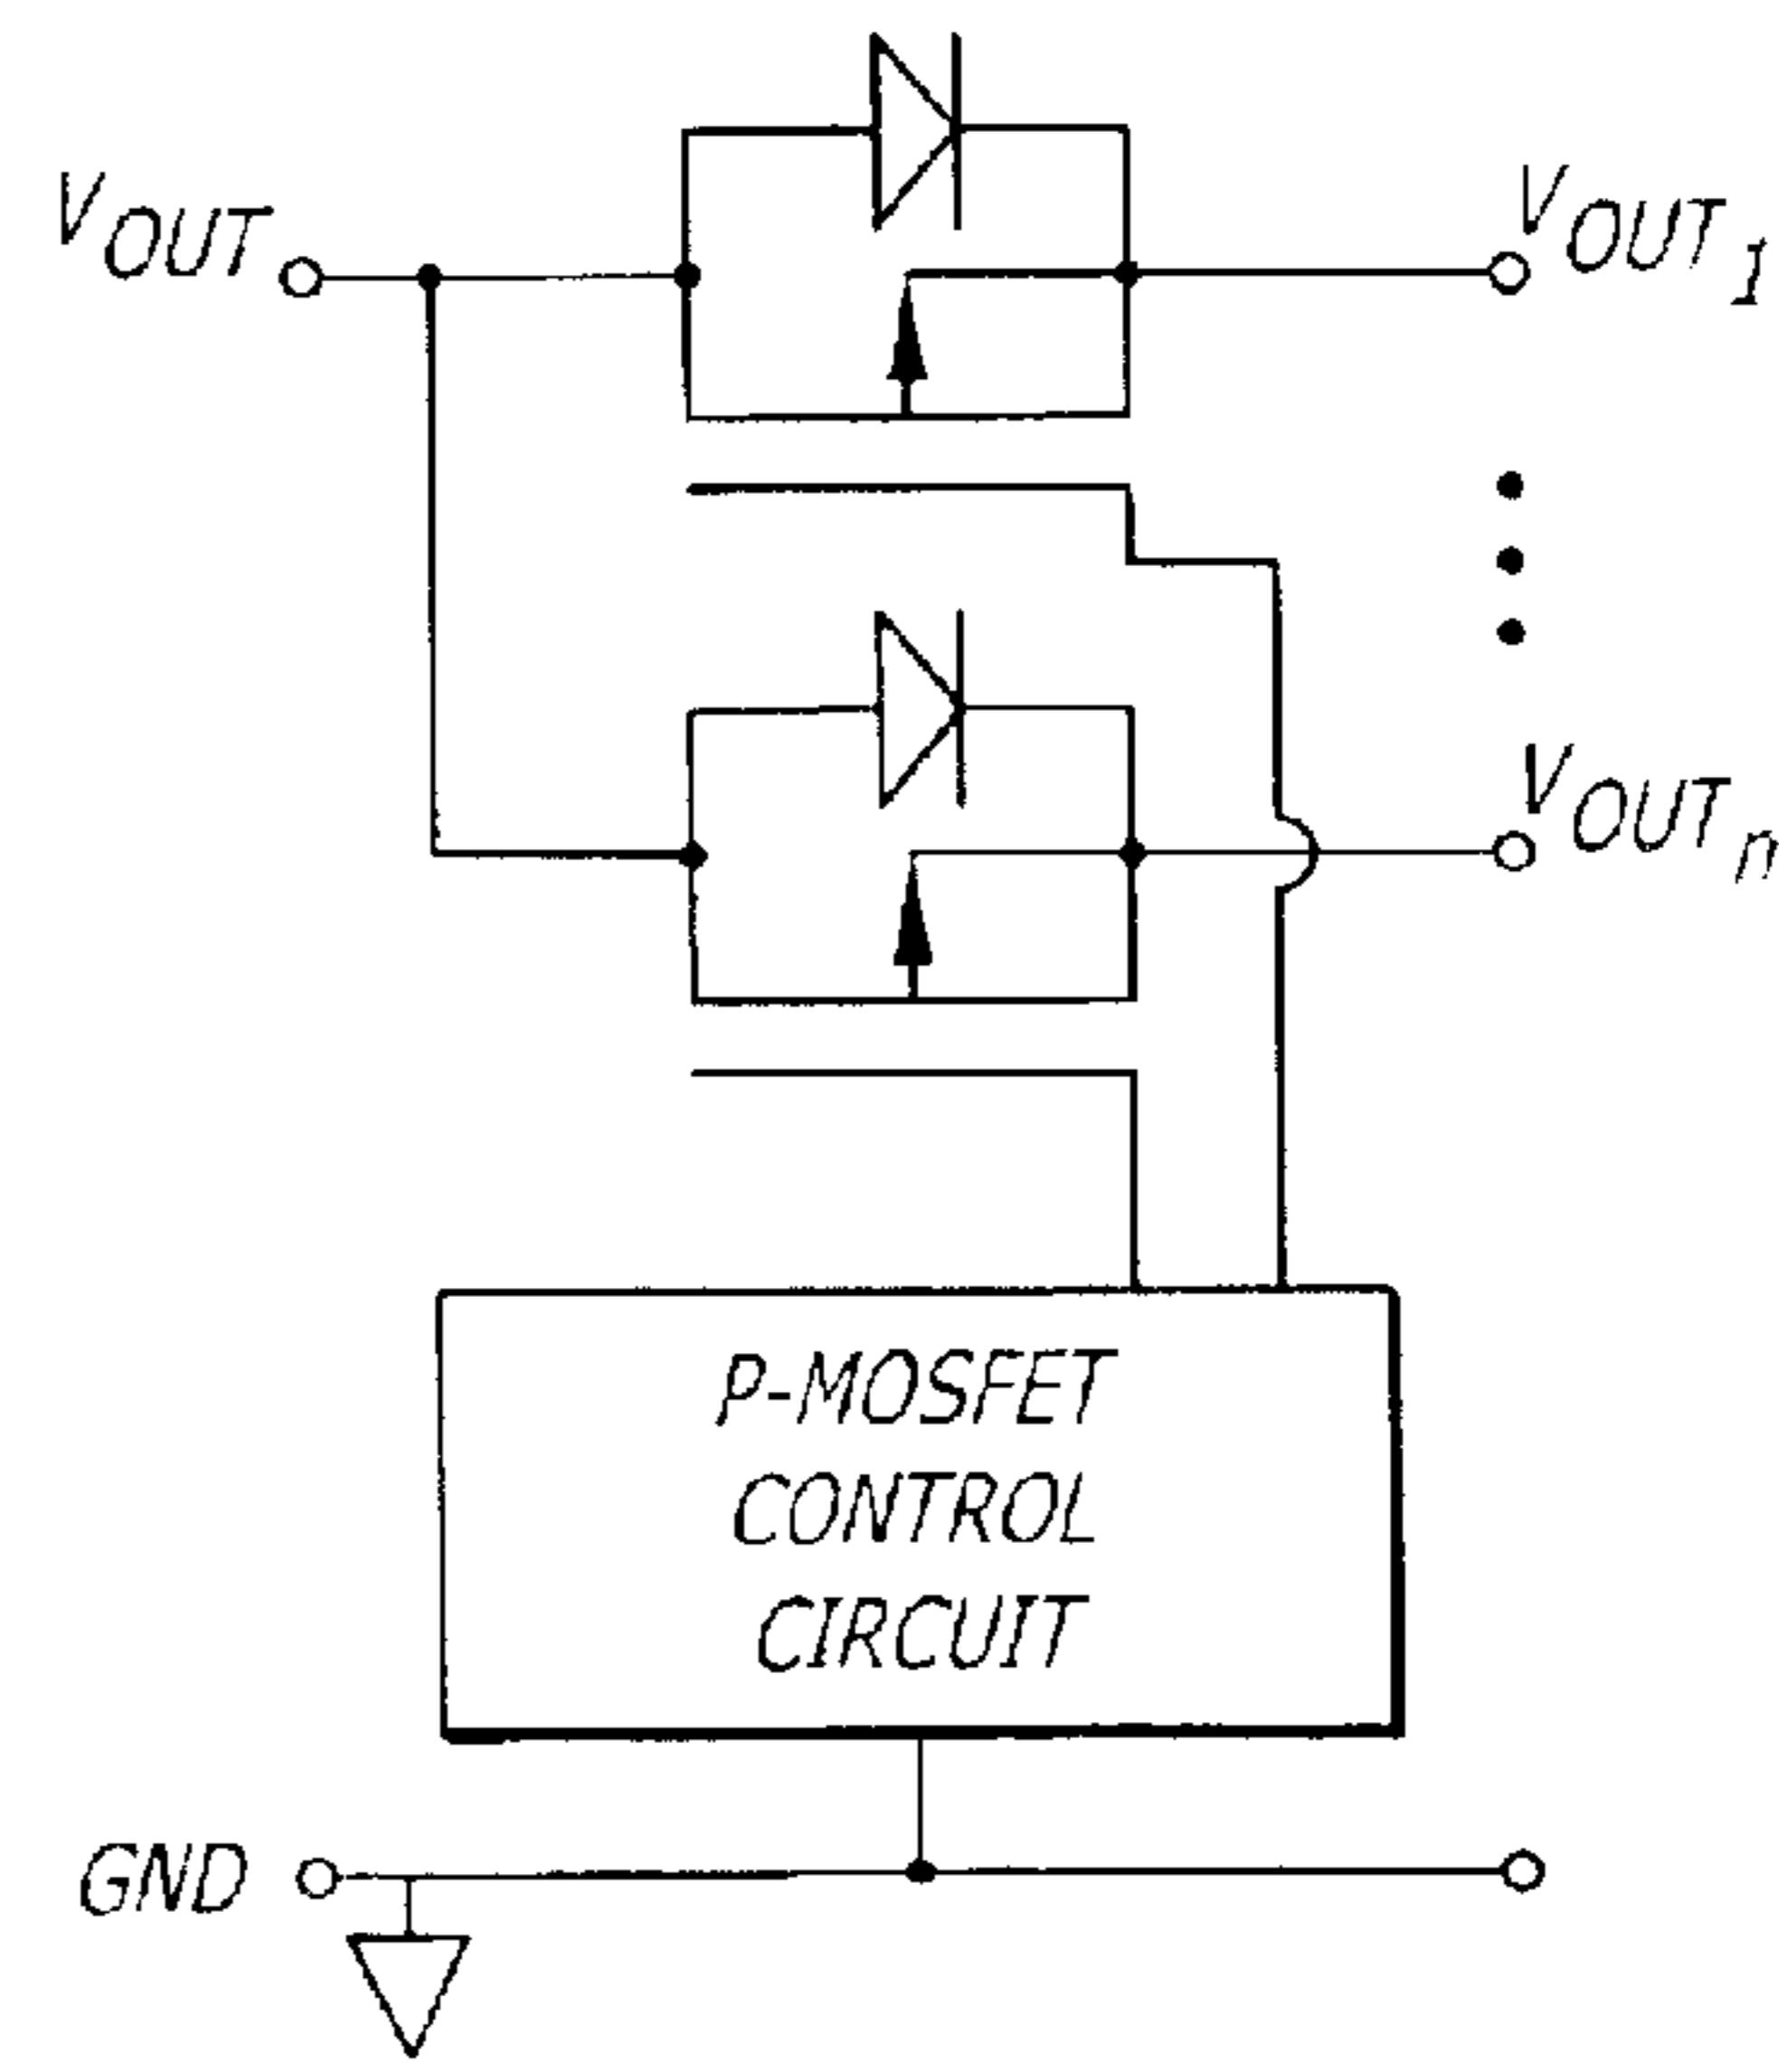 VOUT
VOUT1
VOUTn
P-MOSFET
CONTROL
CIRCUIT
GND